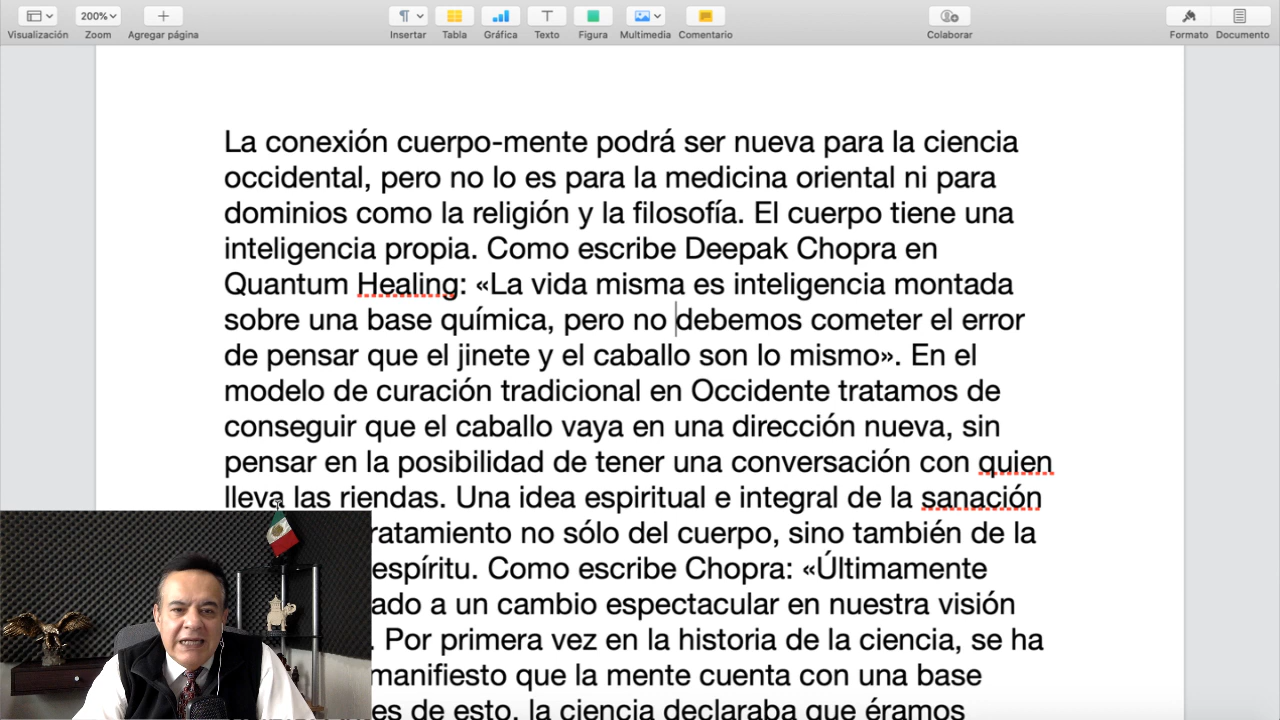 200%
Visualización Zoom Agregar página Insertar Tabla Gráfica Texto Figura Multimedia Comentario Colaborar Formato Documento
La conexión cuerpo-mente podrá ser nueva para la ciencia
occidental, pero no lo es para la medicina oriental ni para
dominios como la religión y la filosofía. El cuerpo tiene una
inteligencia propia. Como escribe Deepak Chopra en
Quantum Healing: «La vida misma es inteligencia montada
sobre una base química, pero no debemos cometer el error
de pensar que el jinete y el caballo son lo mismo». En el
modelo de curación tradicional en Occidente tratamos de
conseguir que el caballo vaya en una dirección nueva, sin
pensar en la posibilidad de tener una conversación con quien
lleva las riendas. Una idea espiritual e integral de la sanación
ratamiento no sólo del cuerpo, sino también de la
espíritu. Como escribe Chopra: «Últimamente
ado a un cambio espectacular en nuestra visión
. Por primera vez en la historia de la ciencia, se ha
manifiesto que la mente cuenta con una base
es de esto, la ciencia declaraba que éramos